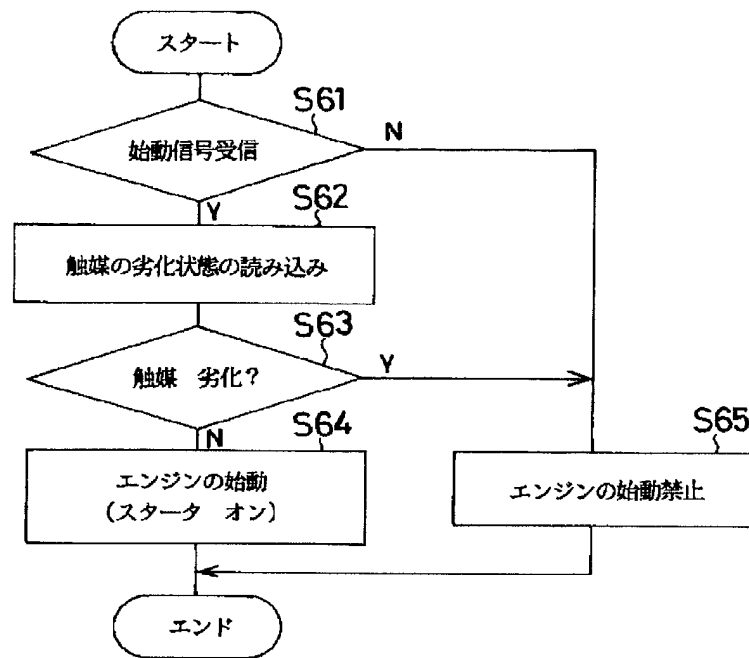 スタート
S61
始動信号受信
N
Y
S62
触媒の劣化状態の読み込み
S63
触媒 劣化?
Y
N
S64
エンジンの始動
(スタータ オン)
S65
エンジンの始動禁止
エンド